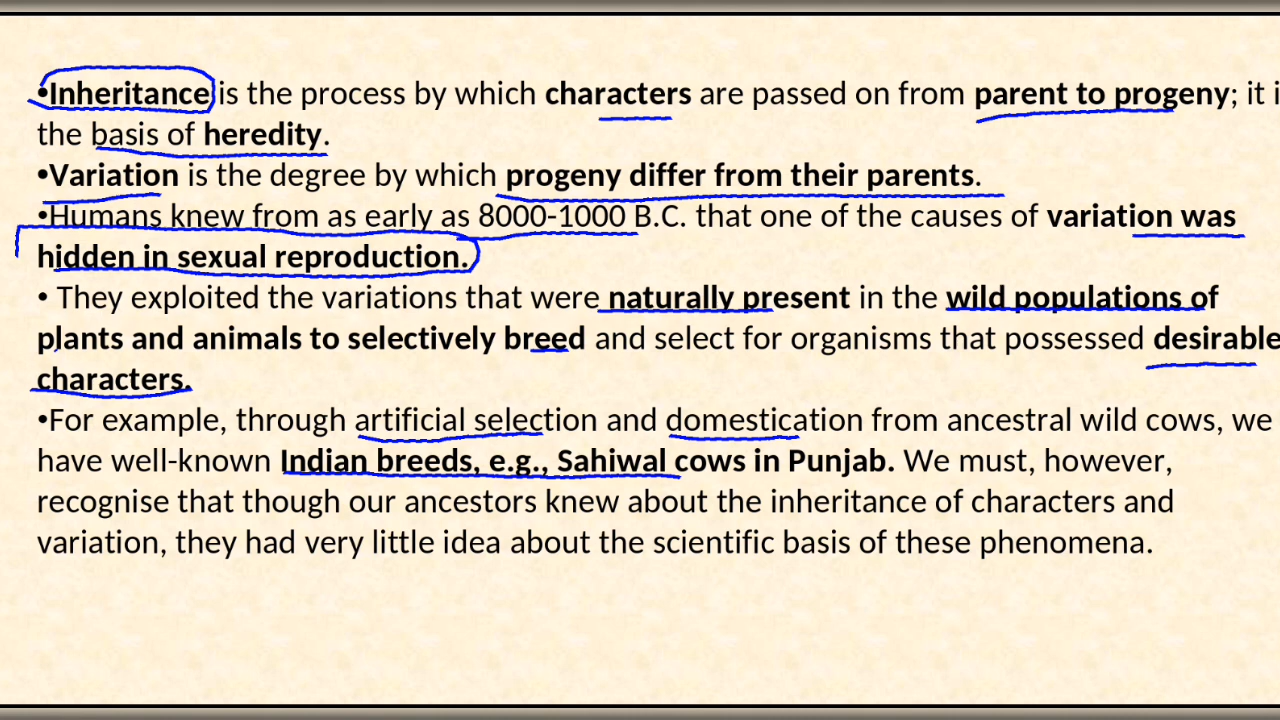 •Inheritance is the process by which characters are passed on from parent to progeny; it i
the basis of heredity.
•Variation is the degree by which progeny differ from their parents.
•Humans knew from as early as 8000-1000 B.C. that one of the causes of variation was
hidden in sexual reproduction.
• They exploited the variations that were naturally present in the wild populations of
plants and animals to selectively breed and select for organisms that possessed desirable
characters.
•For example, through artificial selection and domestication from ancestral wild cows, we
have well-known Indian breeds, e.g., Sahiwal cows in Punjab. We must, however,
recognise that though our ancestors knew about the inheritance of characters and
variation, they had very little idea about the scientific basis of these phenomena.